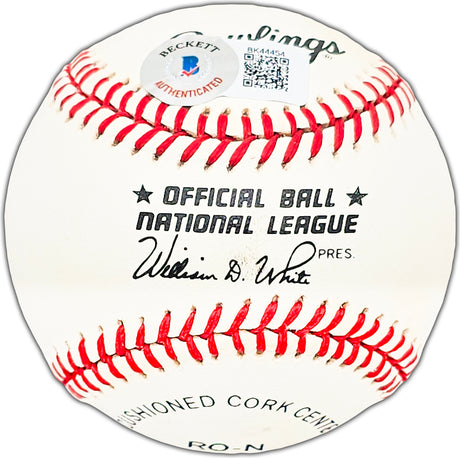 Rawlings
BECKETT
B
AUTHENTICATED
BK44454
★ OFFICIAL BALL ★
NATIONAL LEAGUE
William D. White PRES.
CUSHIONED CORK CENTER
RO-N